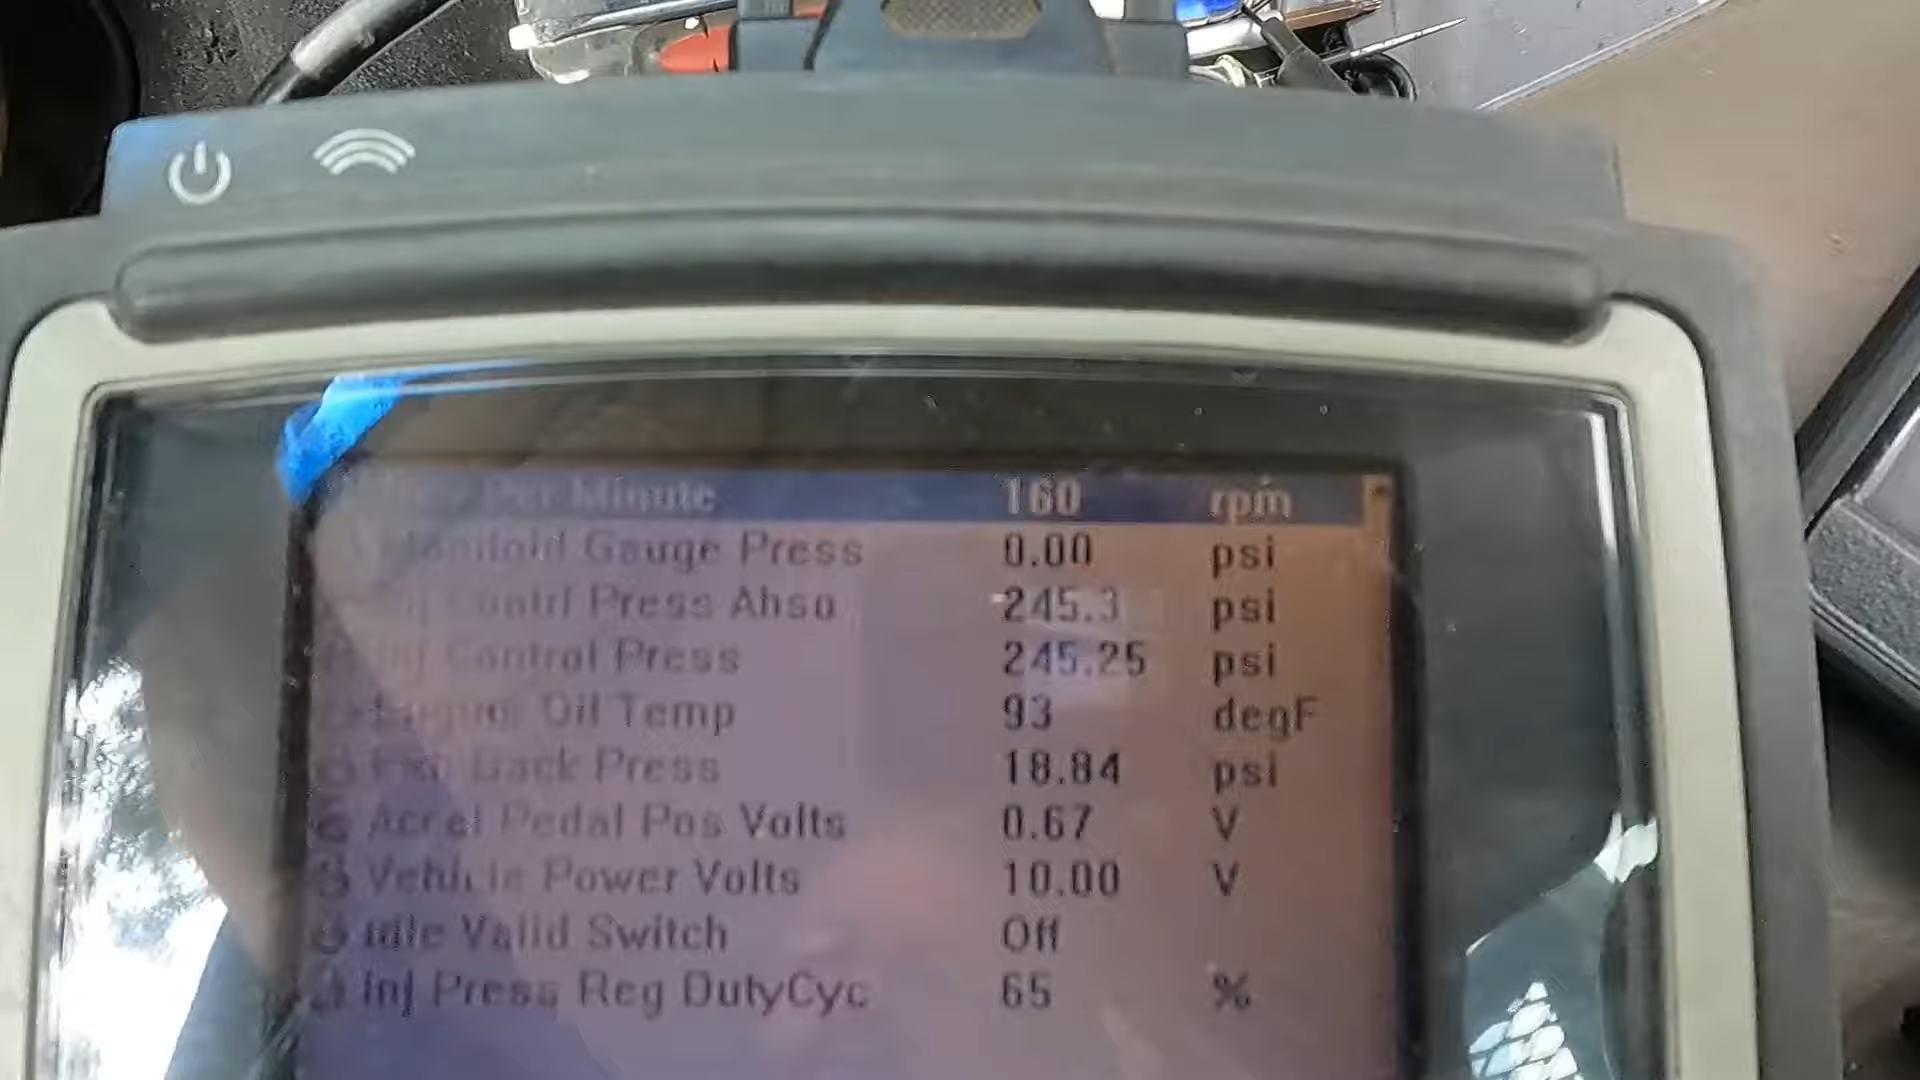 Per Minute 160 rpm
Manifold Gauge Press 0.00 psi
Contrl Press Abso 245.3 psi
Inj Control Press 245.25 psi
Engine Oil Temp 93 degF
Exh Back Press 18.84 psi
Accel Pedal Pos Volts 0.67 V
Vehicle Power Volts 10.00 V
Idle Valid Switch Off
Inj Press Reg DutyCyc 65 %